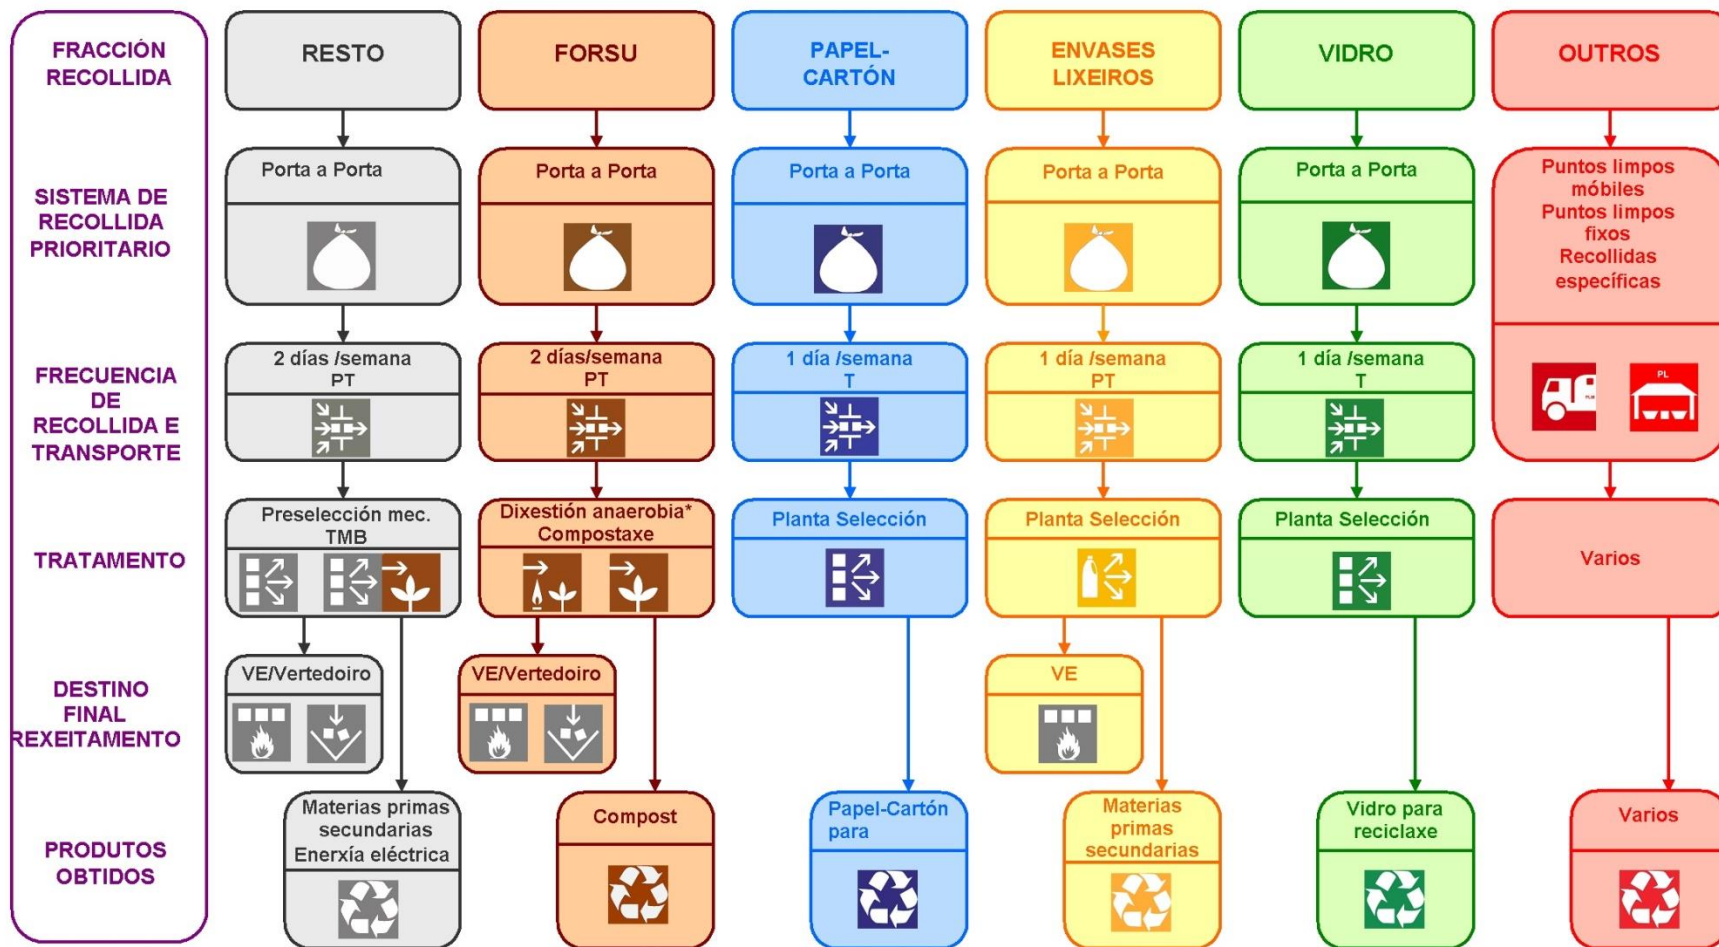 FRACCIÓN
RECOLLIDA
RESTO
FORSU
PAPEL-
CARTÓN
ENVASES
LIXEIROS
VIDRO
OUTROS
SISTEMA DE
RECOLLIDA
PRIORITARIO
Porta a Porta
Porta a Porta
Porta a Porta
Porta a Porta
Porta a Porta
Puntos limpos
móbiles
Puntos limpos
fixos
Recollidas
específicas
FRECUENCIA
DE
RECOLLIDA E
TRANSPORTE
2 días /semana
PT
2 días/semana
PT
1 día /semana
T
1 día /semana
PT
1 día /semana
T
PL
TRATAMENTO
Preselección mec.
TMB
Dixestión anaerobia*
Compostaxe
Planta Selección
Planta Selección
Planta Selección
Varios
DESTINO
FINAL
REXEITAMENTO
VE/Vertedoiro
VE/Vertedoiro
VE
PRODUTOS
OBTIDOS
Materias primas
secundarias
Enerxía eléctrica
Compost
Papel-Cartón
para
Materias
primas
secundarias
Vidro para
reciclaxe
Varios